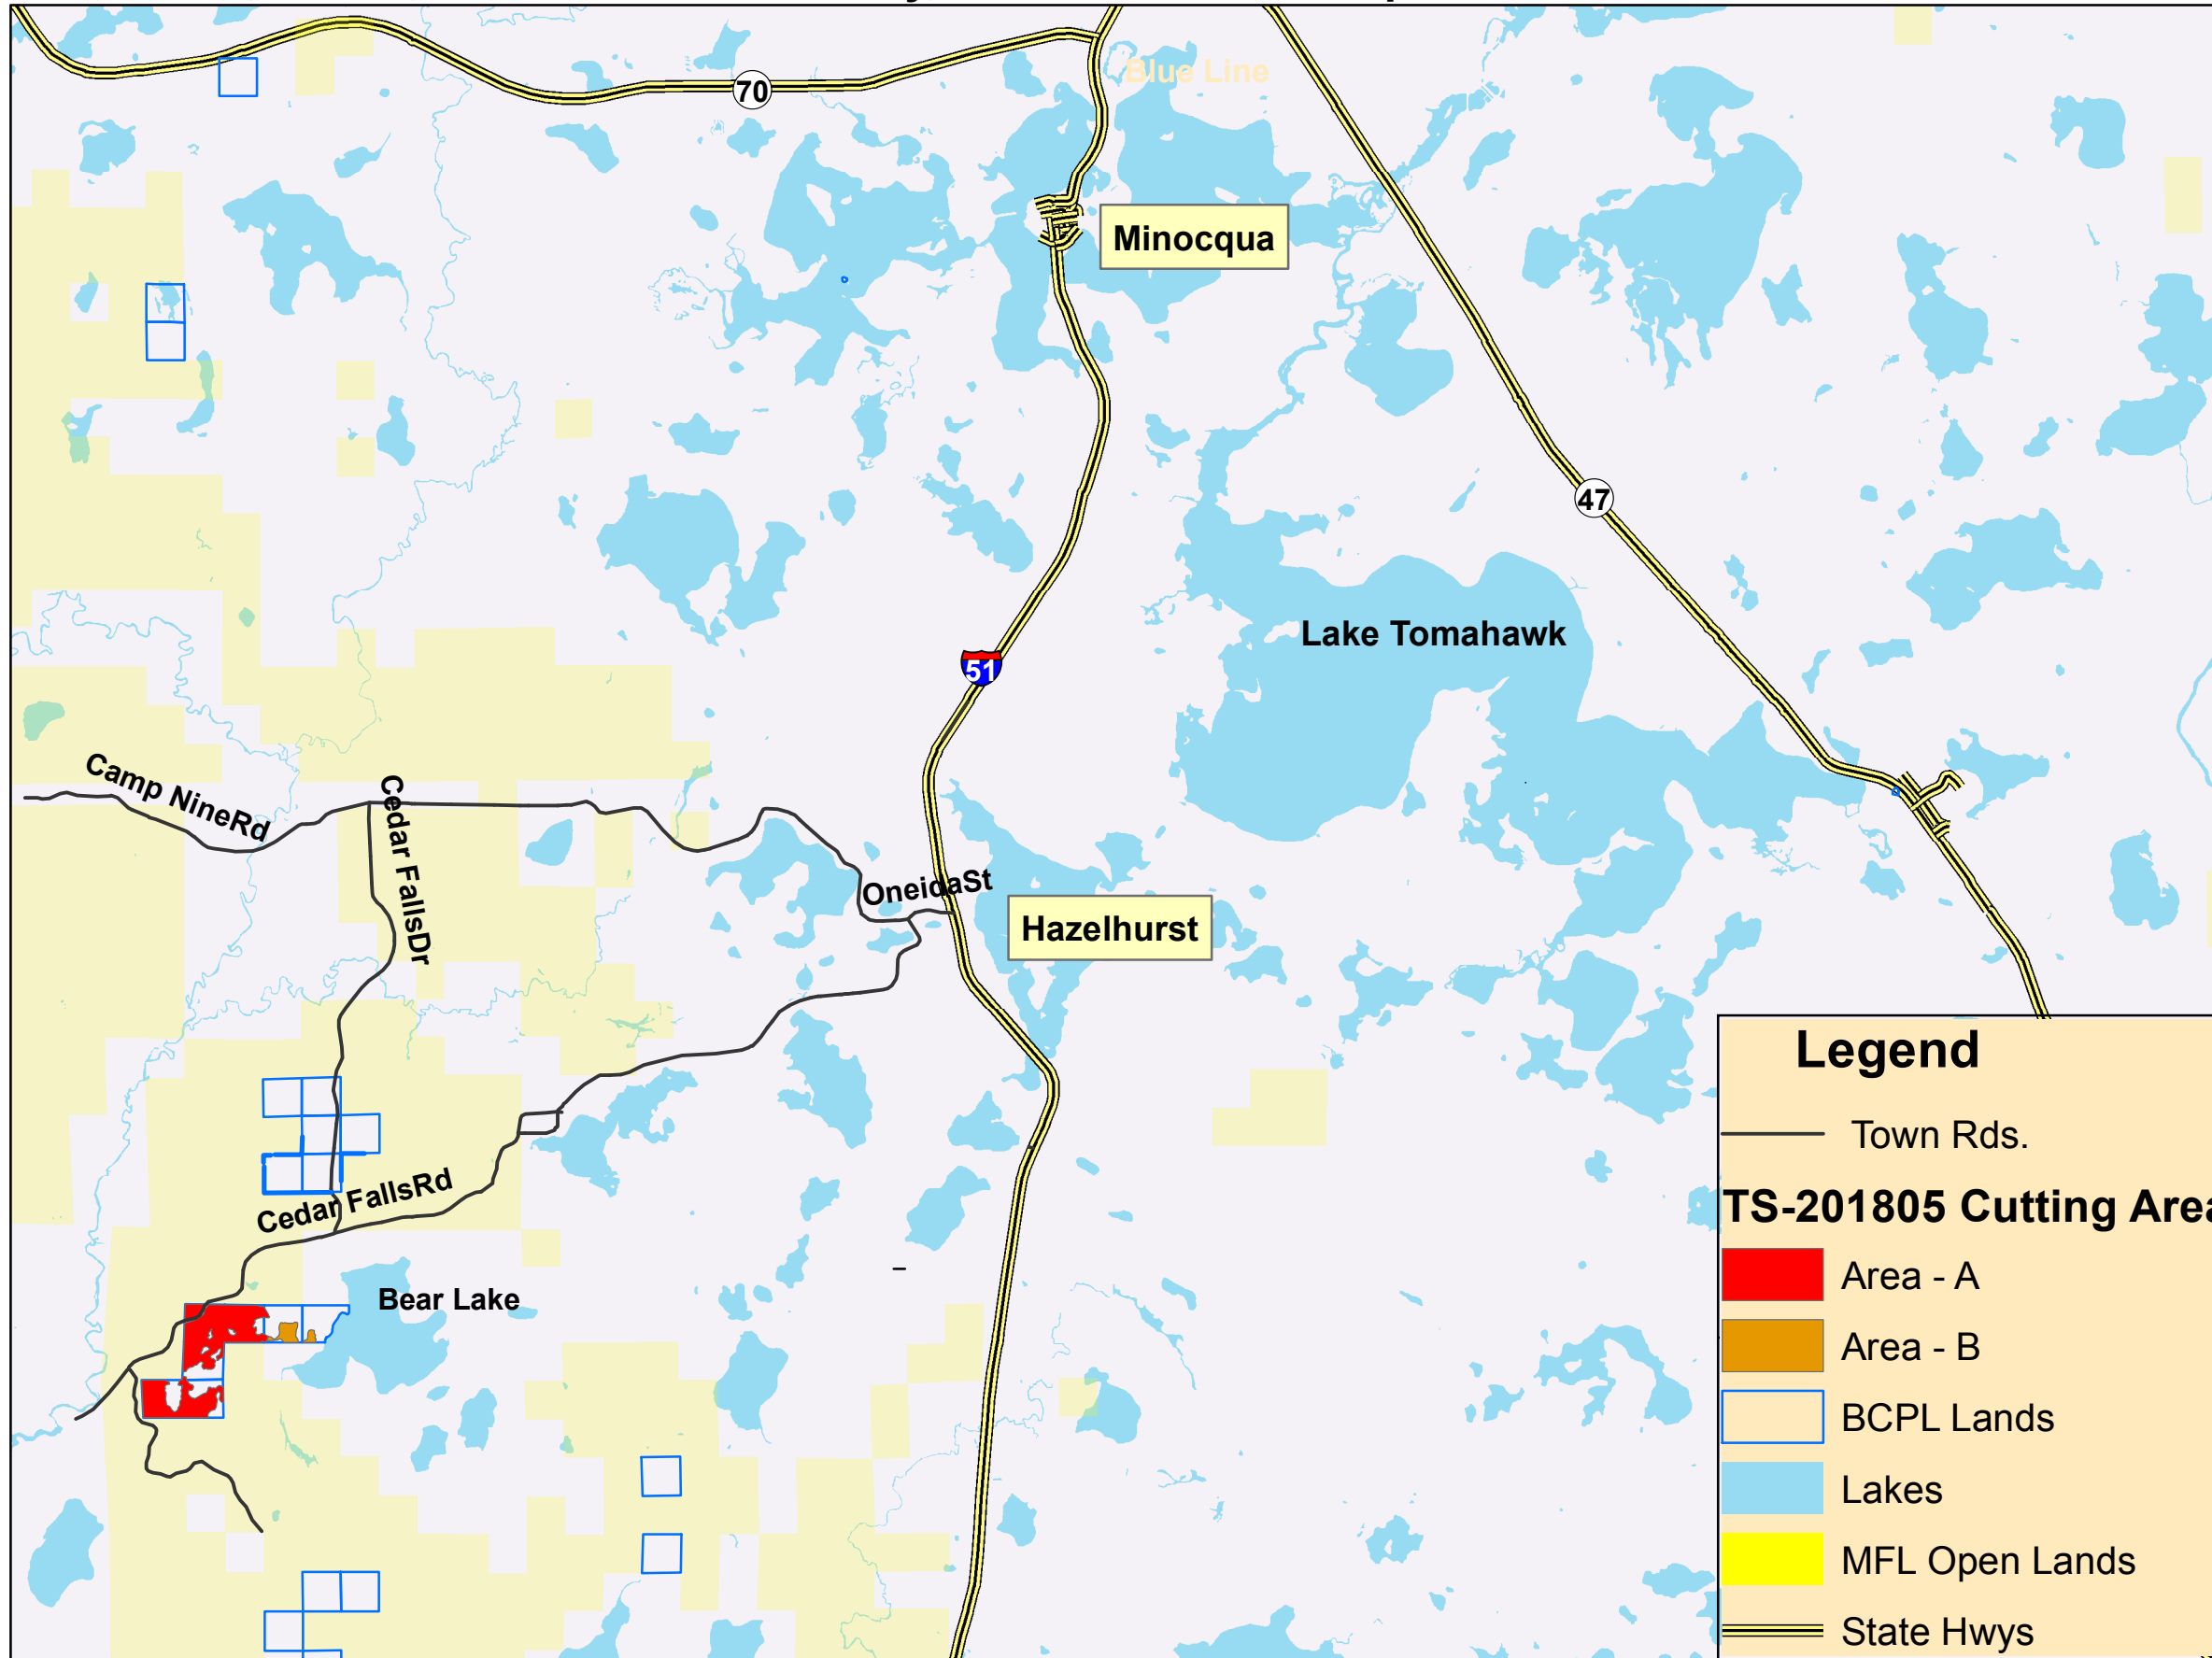 Blue Line
70
Minocqua
47
Lake Tomahawk
51
Camp NineRd
Cedar FallsDr
OneidaSt
Hazelhurst
Cedar FallsRd
Bear Lake
Legend
Town Rds.
TS-201805 Cutting Area
Area - A
Area - B
BCPL Lands
Lakes
MFL Open Lands
State Hwys